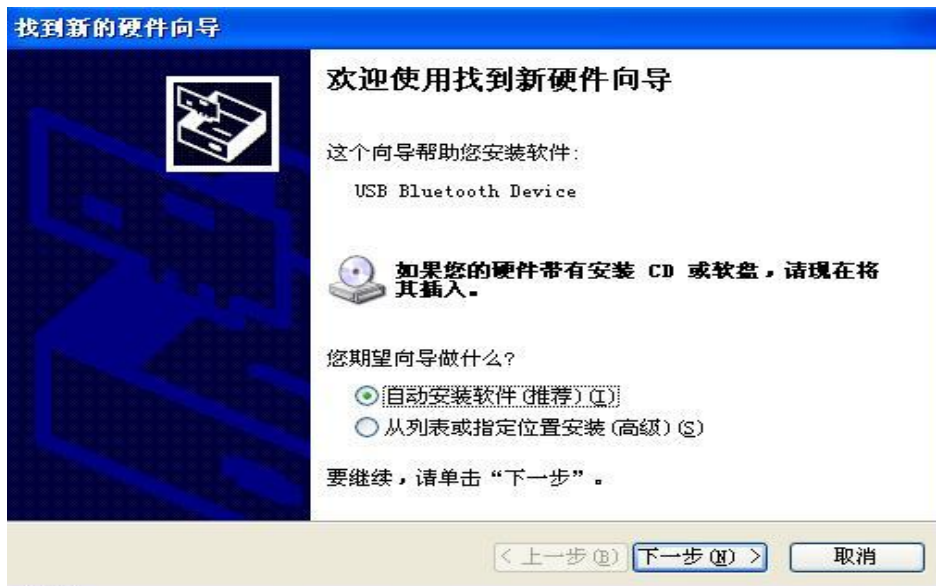 找到新的硬件向导
欢迎使用找到新硬件向导
这个向导帮助您安装软件:
USB Bluetooth Device
如果您的硬件带有安装 CD 或软盘，请现在将
其插入。
您期望向导做什么?
自动安装软件(推荐)(I)
从列表或指定位置安装(高级)(S)
要继续，请单击“下一步”。
< 上一步(B) 下一步(N) > 取消